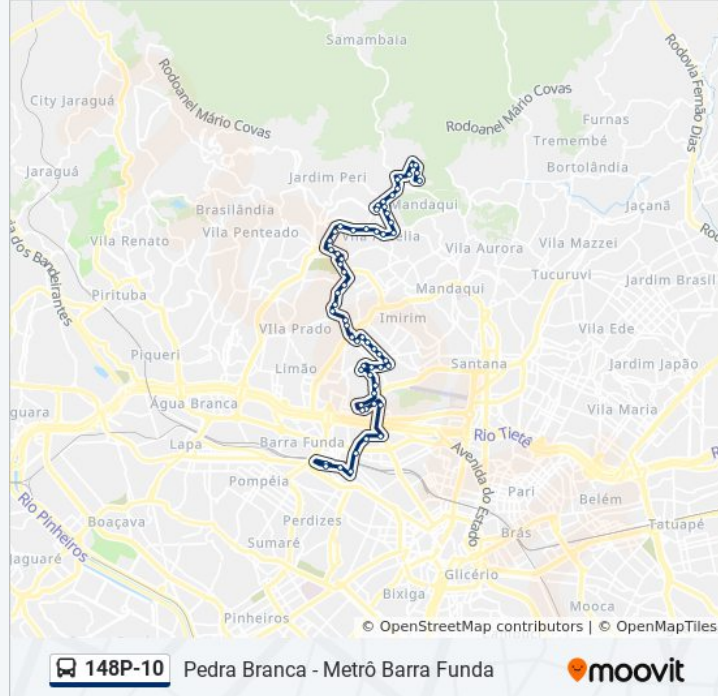 Samambaia
City Jaraguá
Rodoanel Mário Covas
Rodoanel Mário Covas
Rodovia Fernão Dias
Furnas
Tremembé
Bortolândia
Jaraguá
Jardim Peri
Mandaqui
Jaçanã
Brasilândia
Vila Penteado
Vila Renato
Vila Aurora
Vila Mazzei
dos Bandeirantes
Tucuruvi
Jardim Brasil
Mandaqui
Pirituba
Imirim
Vila Ede
VIla Prado
Piqueri
Limão
Santana
Jardim Japão
Água Branca
Vila Maria
guara
Lapa
Barra Funda
Rio Tietê
Avenida do Estado
Pompéia
Pari
Belém
Rio Pinheiros
Boaçava
Perdizes
Brás
Tatuapé
Sumaré
Jaguaré
Glicério
Mooca
Bixiga
Pinheiros
© OpenStreetMap contributors | © OpenMapTiles
148P-10 Pedra Branca - Metrô Barra Funda moovit